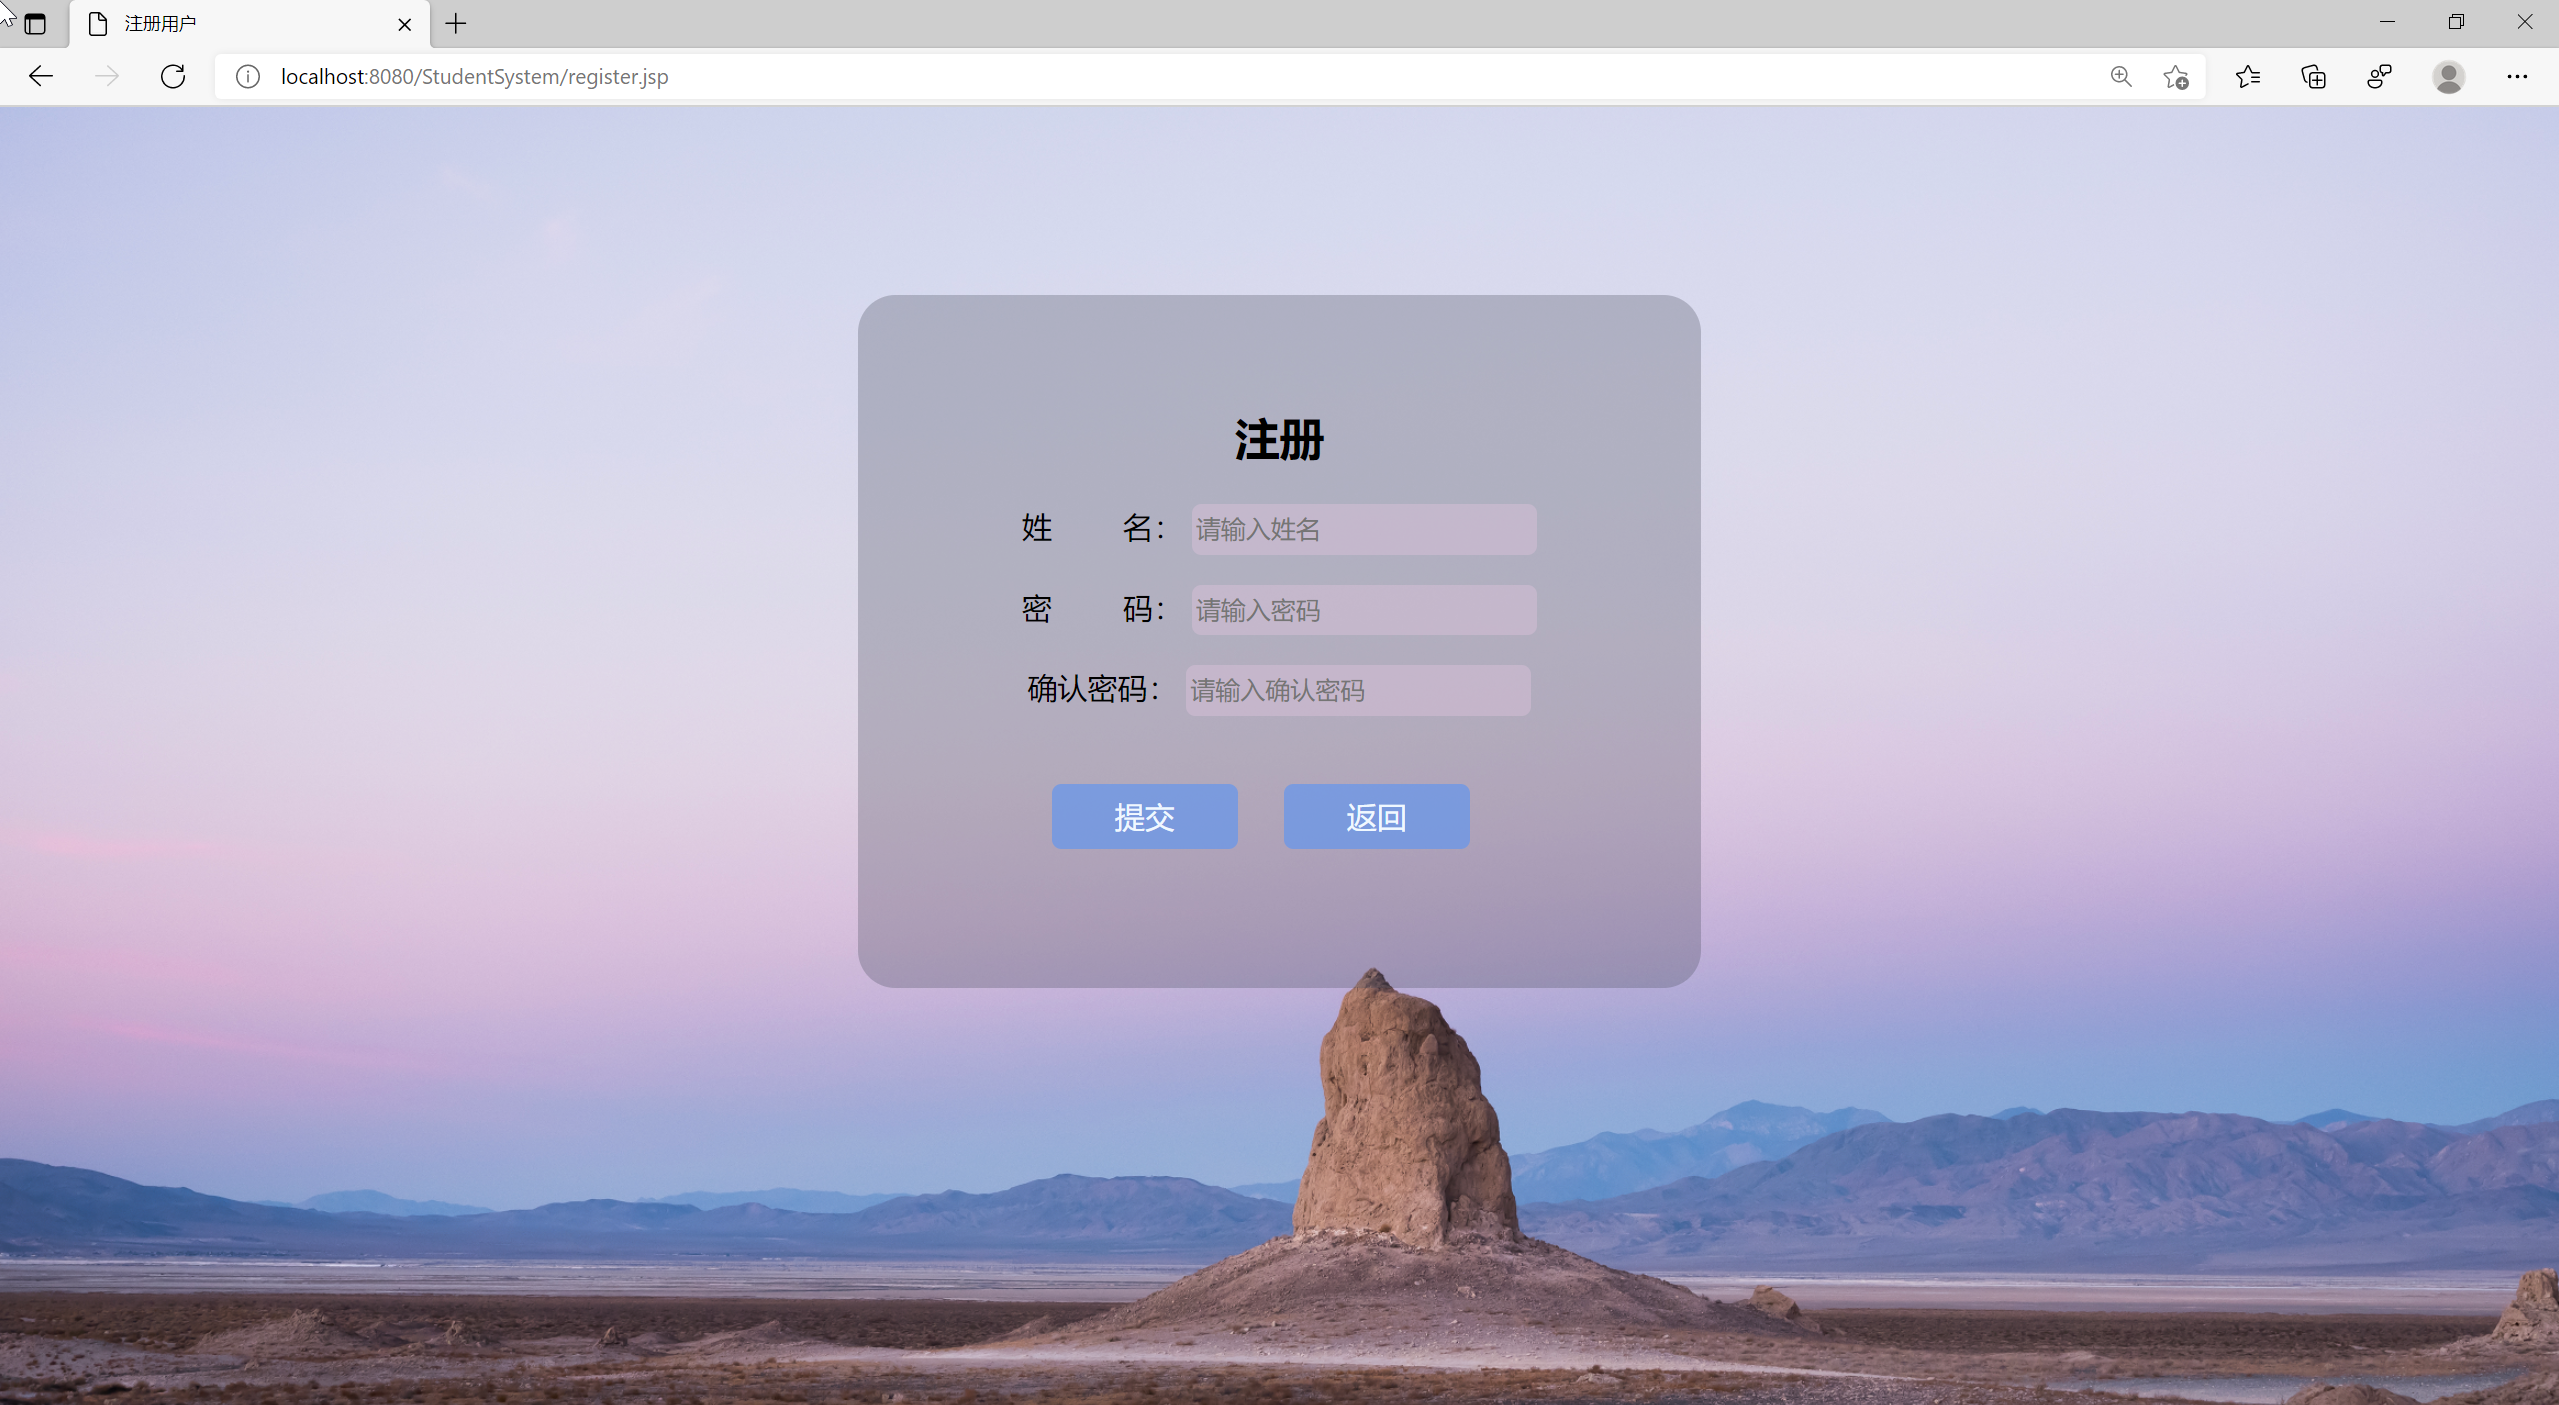 注册用户
localhost:8080/StudentSystem/register.jsp
注册
姓 名： 请输入姓名
密 码： 请输入密码
确认密码： 请输入确认密码
提交 返回